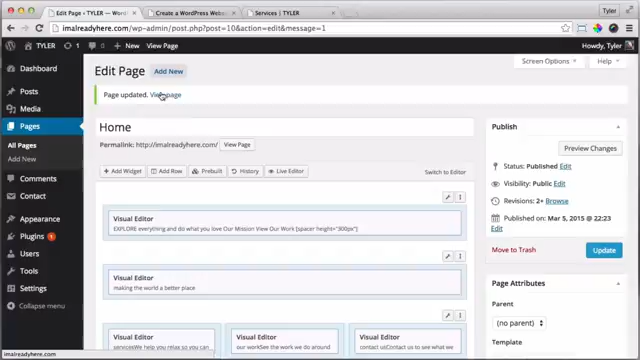 Edit Page ‹ TYLER — Word
Create a WordPress Webs
Services | TYLER
Tyler
imalreadyhere.com/wp-admin/post.php?post=10&action=edit&message=1
TYLER
New
View Page
Howdy, Tyler
Dashboard
Posts
Media
Pages
All Pages
Add New
Comments
Contact
Appearance
Plugins 1
Users
Tools
Settings
Collapse menu
imalreadyhere.com
Screen Options
Help
Edit Page
Add New
Page updated. View page
Home
Permalink: http://imalreadyhere.com/
View Page
Add Widget
Add Row
Prebuilt
History
Live Editor
Switch to Editor
Visual Editor
EXPLORE everything and do what you love Our Mission View Our Work [spacer height="300px"]
Visual Editor
making the world a better place
Visual Editor
servicesWe help you relax so you can
Visual Editor
our workSee the work we do around
Visual Editor
contact usContact us to see what we
Publish
Preview Changes
Status: Published Edit
Visibility: Public Edit
Revisions: 2+ Browse
Published on: Mar 5, 2015 @ 22:23
Edit
Move to Trash
Update
Page Attributes
Parent
(no parent)
Template